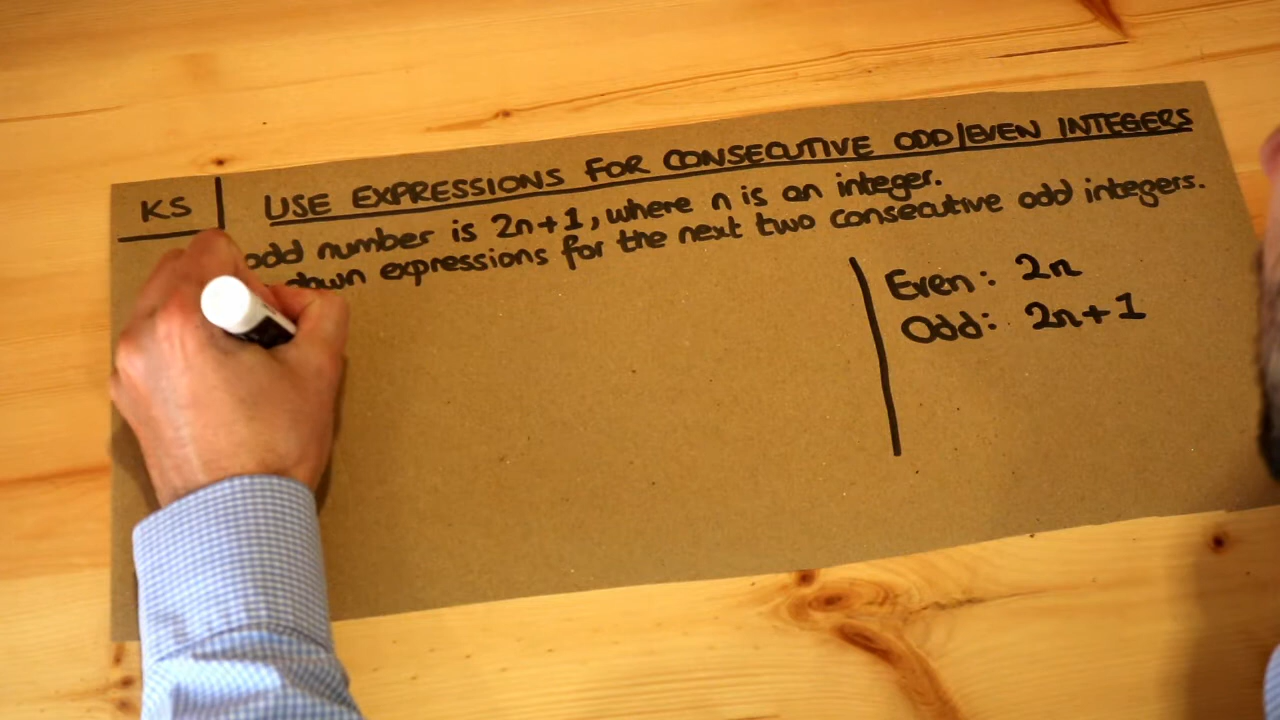 KS
USE EXPRESSIONS FOR CONSECUTIVE ODD/EVEN INTEGERS
odd number is 2n+1, where n is an integer.
down expressions for the next two consecutive odd integers.
Even: 2n
Odd: 2n+1